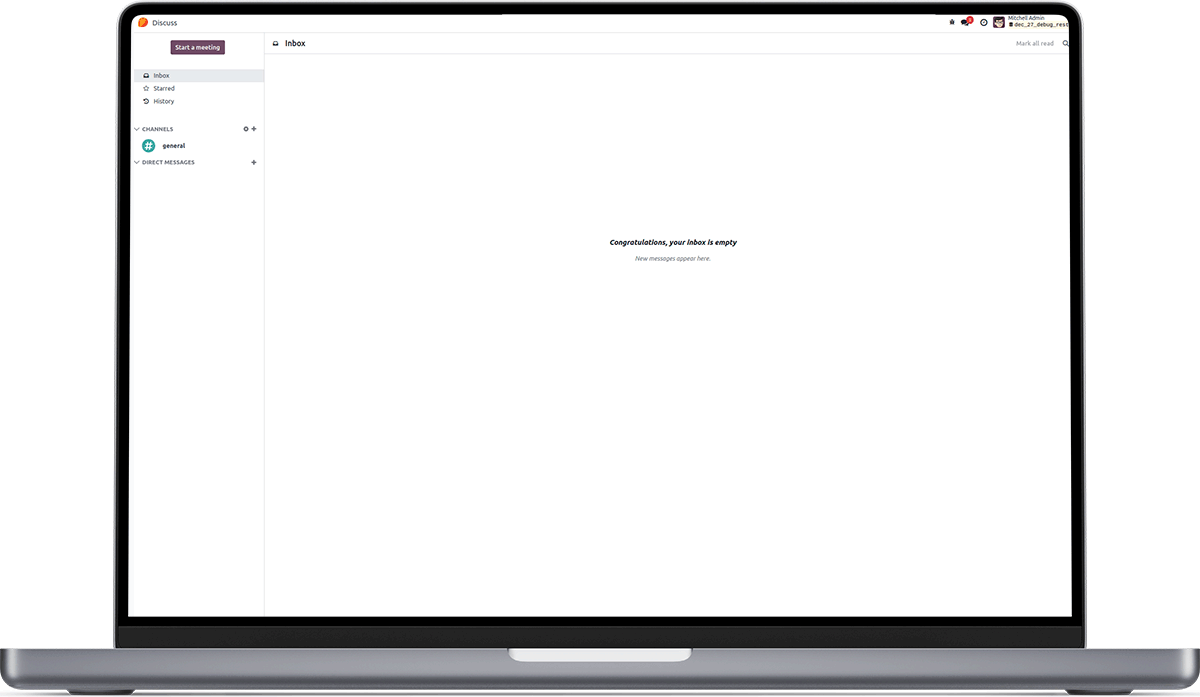 Discuss
Mitchell Admin
dec_27_debug_rest
Start a meeting
Inbox
Mark all read
Inbox
Starred
History
CHANNELS
general
DIRECT MESSAGES
Congratulations, your inbox is empty
New messages appear here.